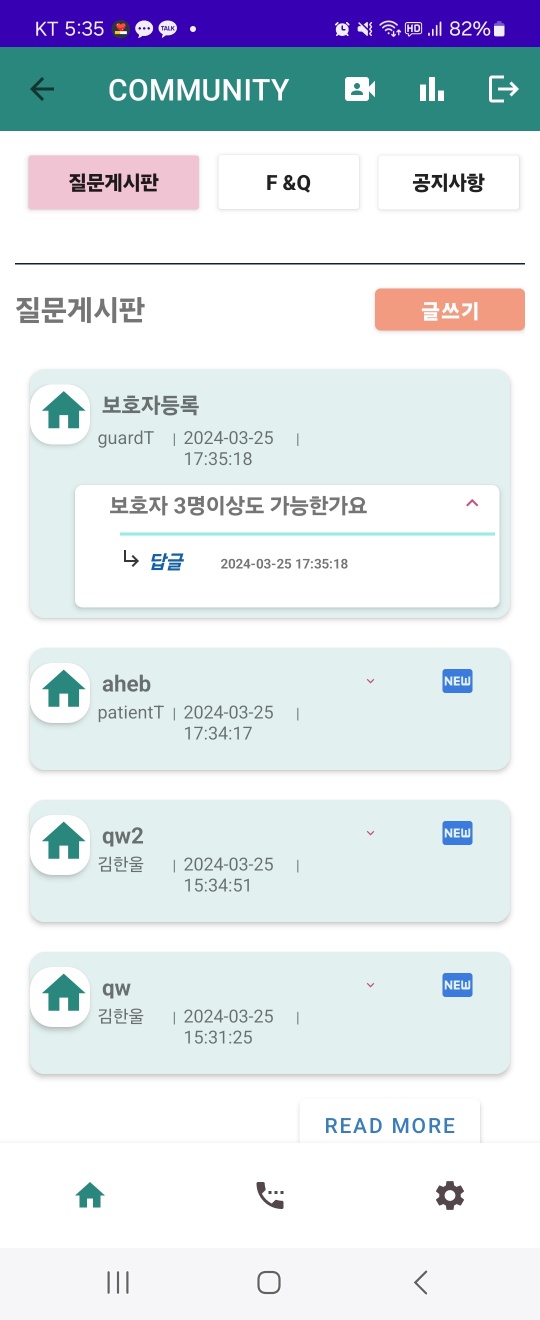 KT 5:35 TALK HD 82%
COMMUNITY
질문게시판 F &Q 공지사항
질문게시판 글쓰기
보호자등록
guardT | 2024-03-25 |
17:35:18
보호자 3명이상도 가능한가요
답글 2024-03-25 17:35:18
aheb NEW
patientT | 2024-03-25 |
17:34:17
qw2 NEW
김한울 | 2024-03-25 |
15:34:51
qw NEW
김한울 | 2024-03-25 |
15:31:25
READ MORE